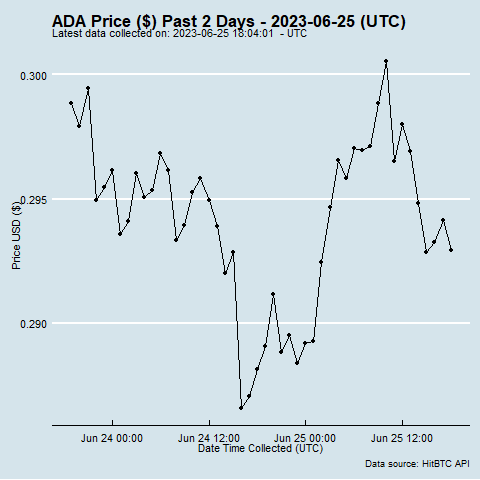 ADA Price ($) Past 2 Days - 2023-06-25 (UTC)
Latest data collected on: 2023-06-25 18:04:01 - UTC
0.300
0.295
0.290
Price USD ($)
Jun 24 00:00
Jun 24 12:00
Jun 25 00:00
Jun 25 12:00
Date Time Collected (UTC)
Data source: HitBTC API